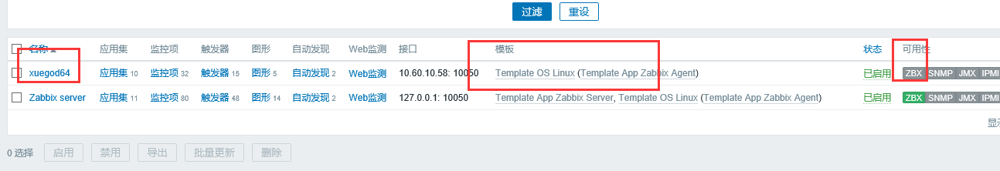 过滤 重设
名称 应用集 监控项 触发器 图形 自动发现 Web监测 接口 模板 状态 可用性
xuegod64 应用集 10 监控项 32 触发器 15 图形 5 自动发现 2 Web监测 10.60.10.58: 10050 Template OS Linux (Template App Zabbix Agent) 已启用 ZBX SNMP JMX IPMI
Zabbix server 应用集 11 监控项 80 触发器 48 图形 14 自动发现 2 Web监测 127.0.0.1: 10050 Template App Zabbix Server, Template OS Linux (Template App Zabbix Agent) 已启用 ZBX SNMP JMX IPMI
显
0 选择 启用 禁用 导出 批量更新 删除